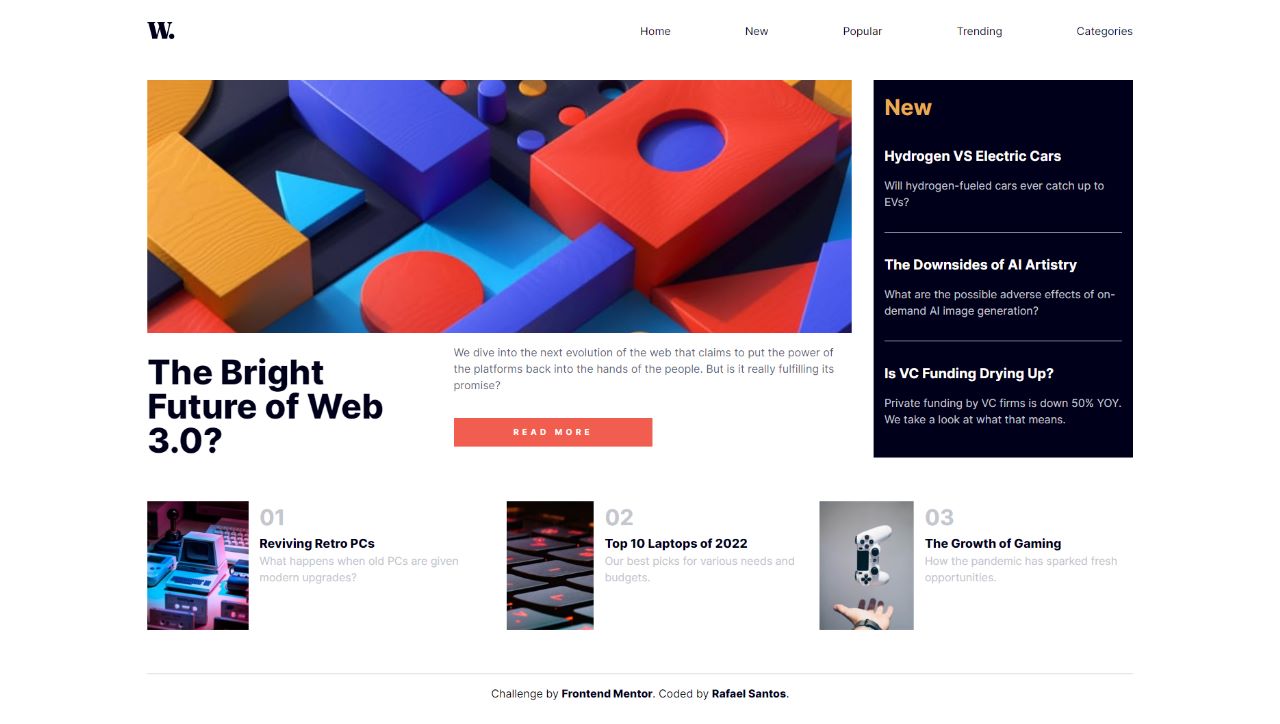 W.
Home New Popular Trending Categories
New
Hydrogen VS Electric Cars
Will hydrogen-fueled cars ever catch up to
EVs?
The Downsides of AI Artistry
What are the possible adverse effects of on-
demand AI image generation?
Is VC Funding Drying Up?
Private funding by VC firms is down 50% YOY.
We take a look at what that means.
The Bright
Future of Web
3.0?
We dive into the next evolution of the web that claims to put the power of
the platforms back into the hands of the people. But is it really fulfilling its
promise?
READ MORE
01
Reviving Retro PCs
What happens when old PCs are given
modern upgrades?
02
Top 10 Laptops of 2022
Our best picks for various needs and
budgets.
03
The Growth of Gaming
How the pandemic has sparked fresh
opportunities.
Challenge by Frontend Mentor. Coded by Rafael Santos.